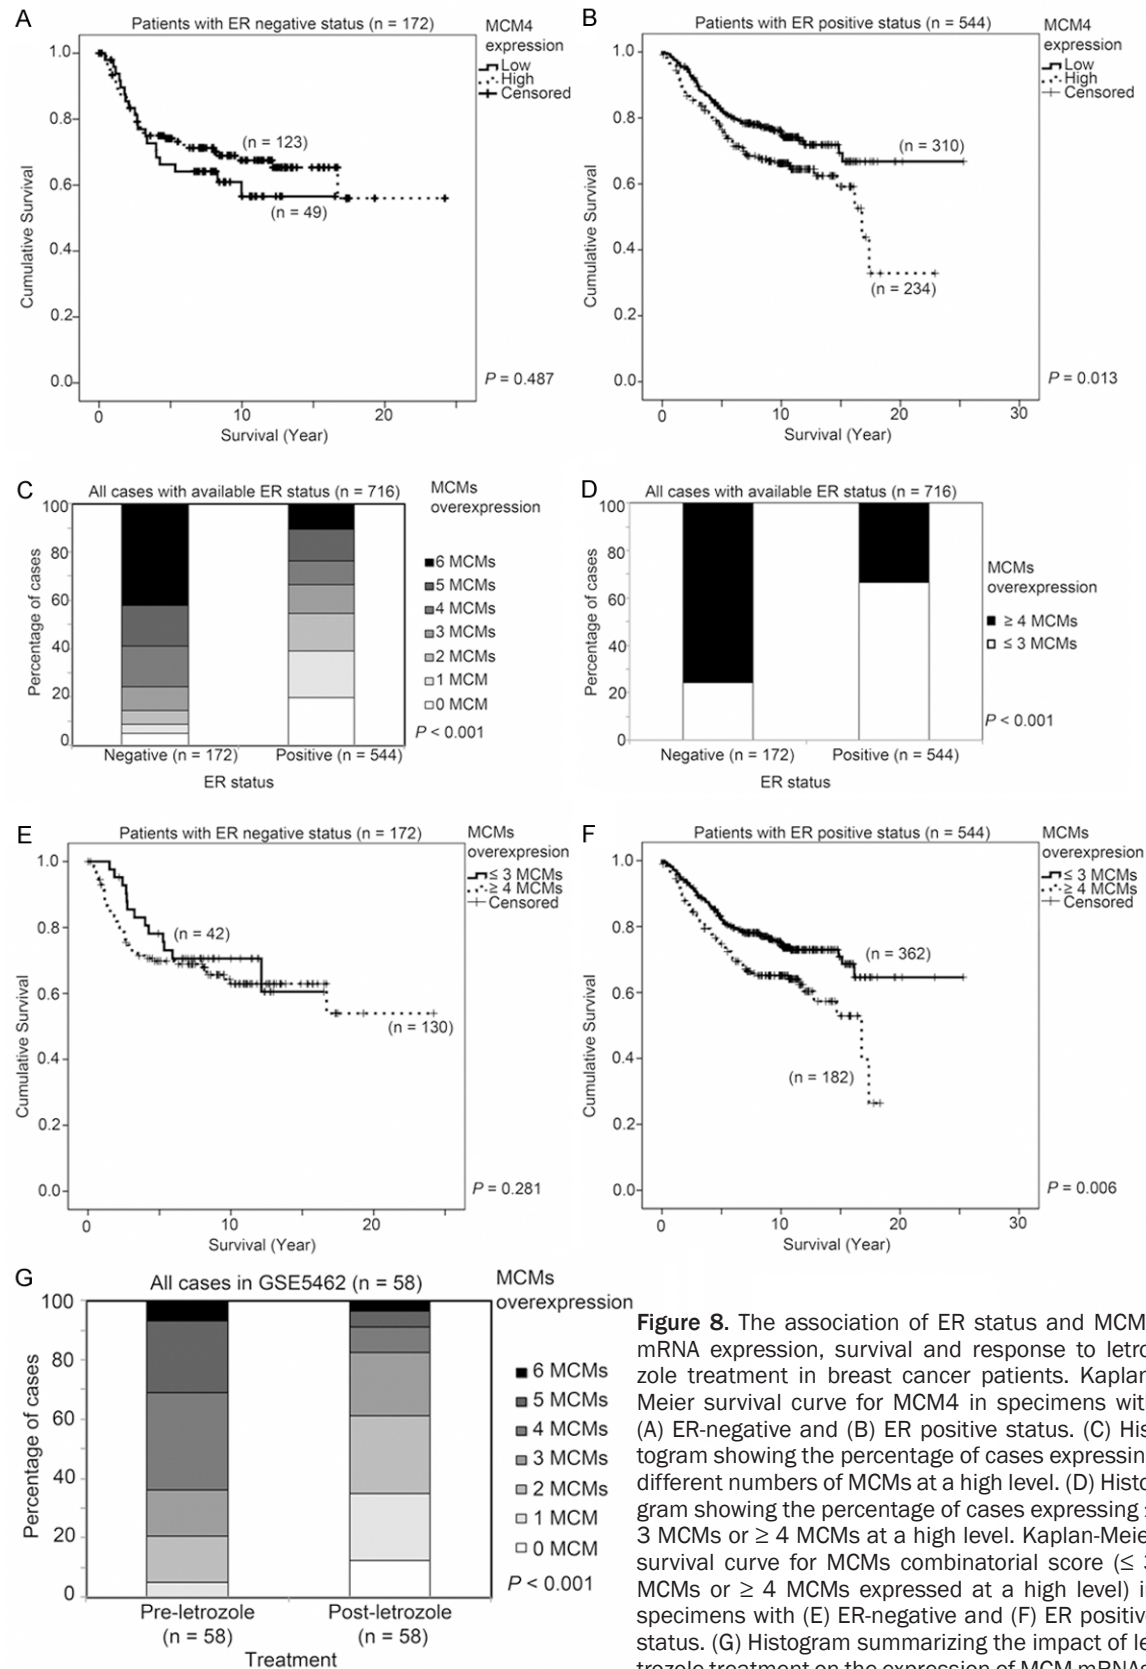 A
Patients with ER negative status (n = 172)
MCM4
expression
Low
High
Censored
1.0
0.8
0.6
0.4
0.2
0.0
Cumulative Survival
(n = 123)
(n = 49)
P = 0.487
0 10 20
Survival (Year)
B
Patients with ER positive status (n = 544)
MCM4
expression
Low
High
Censored
1.0
0.8
0.6
0.4
0.2
0.0
Cumulative Survival
(n = 310)
(n = 234)
P = 0.013
0 10 20 30
Survival (Year)
C
All cases with available ER status (n = 716)
MCMs
overexpression
100
80
60
40
20
0
Percentage of cases
6 MCMs
5 MCMs
4 MCMs
3 MCMs
2 MCMs
1 MCM
0 MCM
P < 0.001
Negative (n = 172) Positive (n = 544)
ER status
D
All cases with available ER status (n = 716)
100
80
60
40
20
0
Percentage of cases
MCMs
overexpression
≥ 4 MCMs
≤ 3 MCMs
P < 0.001
Negative (n = 172) Positive (n = 544)
ER status
E
Patients with ER negative status (n = 172)
MCMs
overexpresion
≤ 3 MCMs
≥ 4 MCMs
Censored
1.0
0.8
0.6
0.4
0.2
0.0
Cumulative Survival
(n = 42)
(n = 130)
P = 0.281
0 10 20
Survival (Year)
F
Patients with ER positive status (n = 544)
MCMs
overexpresion
≤ 3 MCMs
≥ 4 MCMs
Censored
1.0
0.8
0.6
0.4
0.2
0.0
Cumulative Survival
(n = 362)
(n = 182)
P = 0.006
0 10 20 30
Survival (Year)
G
All cases in GSE5462 (n = 58)
MCMs
overexpression
100
80
60
40
20
0
Percentage of cases
6 MCMs
5 MCMs
4 MCMs
3 MCMs
2 MCMs
1 MCM
0 MCM
P < 0.001
Pre-letrozole Post-letrozole
(n = 58) (n = 58)
Treatment
Figure 8. The association of ER status and MCM
mRNA expression, survival and response to letro
zole treatment in breast cancer patients. Kaplan
Meier survival curve for MCM4 in specimens with
(A) ER-negative and (B) ER positive status. (C) His
togram showing the percentage of cases expressin
different numbers of MCMs at a high level. (D) Histo
gram showing the percentage of cases expressing
3 MCMs or ≥ 4 MCMs at a high level. Kaplan-Meie
survival curve for MCMs combinatorial score (≤
MCMs or ≥ 4 MCMs expressed at a high level) i
specimens with (E) ER-negative and (F) ER positive
status. (G) Histogram summarizing the impact of le
trozole treatment on the expression of MCM mRNAs